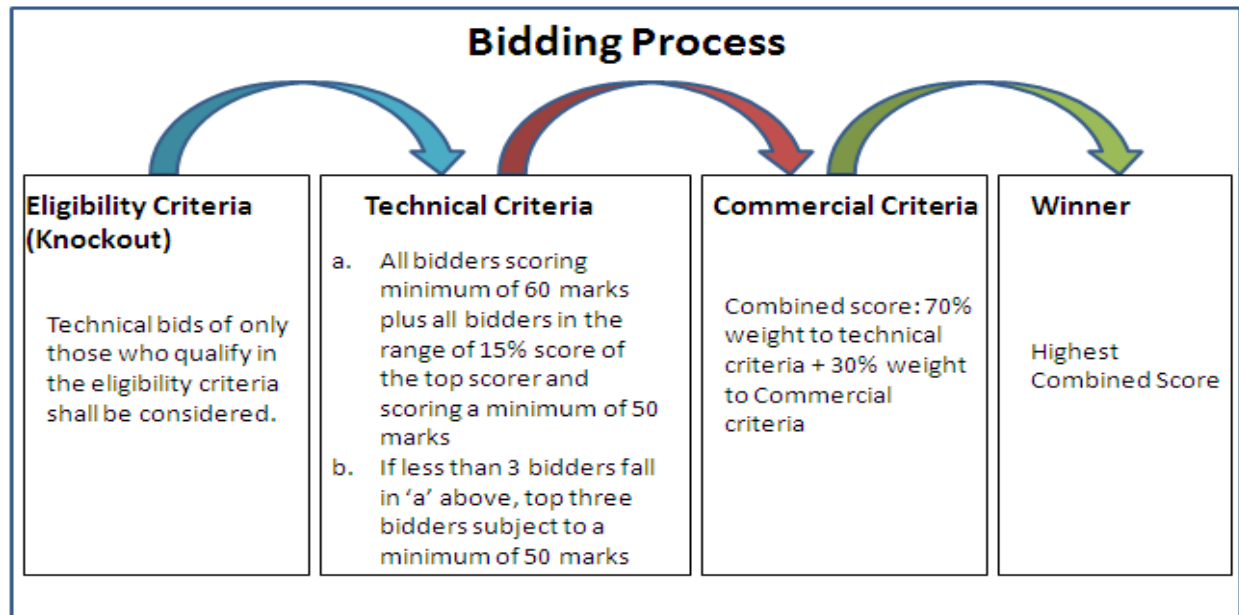 Bidding Process
Eligibility Criteria
(Knockout)
Technical bids of only
those who qualify in
the eligibility criteria
shall be considered.
Technical Criteria
a. All bidders scoring
minimum of 60 marks
plus all bidders in the
range of 15% score of
the top scorer and
scoring a minimum of 50
marks
b. If less than 3 bidders fall
in ‘a’ above, top three
bidders subject to a
minimum of 50 marks
Commercial Criteria
Combined score: 70%
weight to technical
criteria + 30% weight
to Commercial
criteria
Winner
Highest
Combined Score